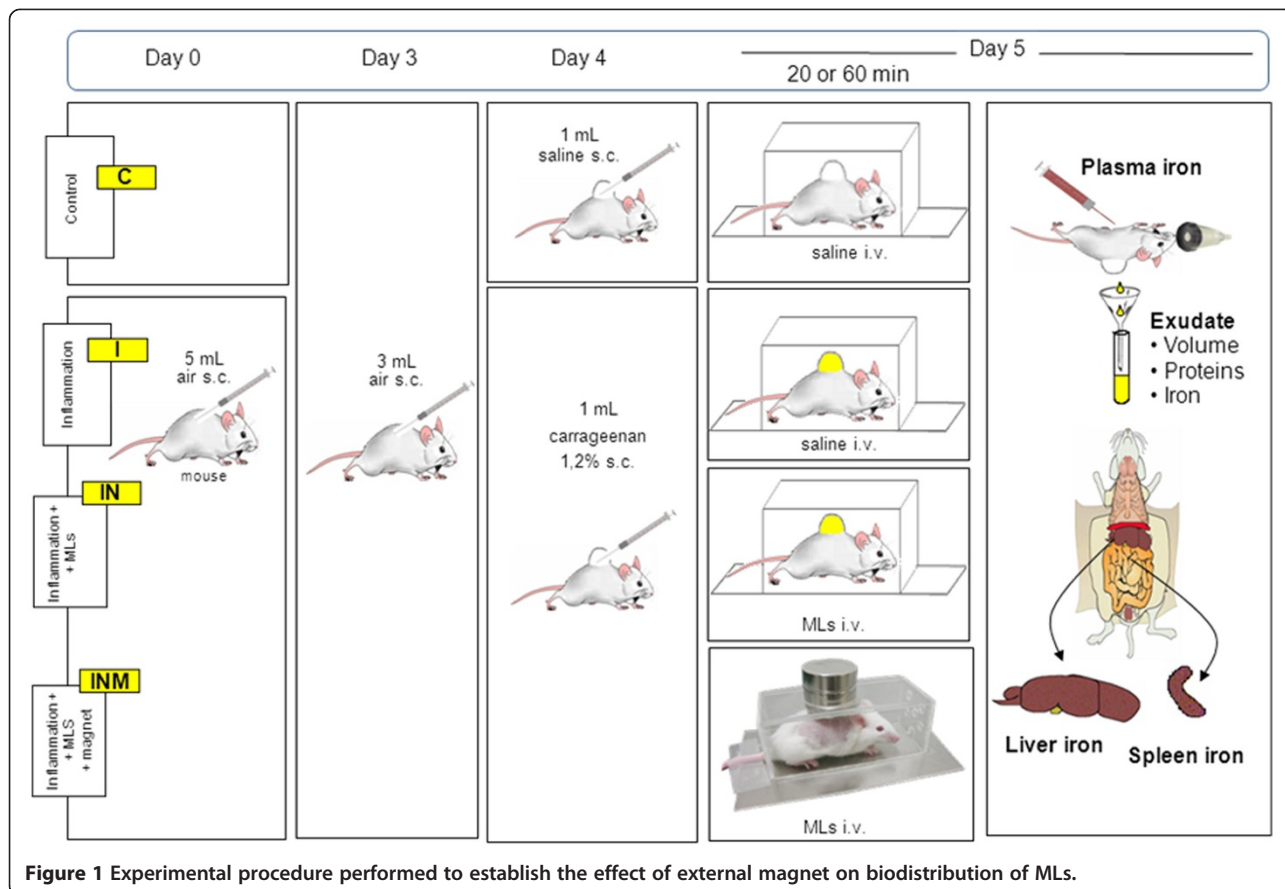 Day 0
Day 3
Day 4
Day 5
20 or 60 min
Control
C
1 mL
saline s.c.
saline i.v.
Inflammation
I
5 mL
air s.c.
mouse
3 mL
air s.c.
1 mL
carrageenan
1,2% s.c.
saline i.v.
Inflammation +
+ MLs
IN
MLs i.v.
Inflammation +
+ MLS
+ magnet
INM
MLs i.v.
Plasma iron
Exudate
• Volume
• Proteins
• Iron
Liver iron
Spleen iron
Figure 1 Experimental procedure performed to establish the effect of external magnet on biodistribution of MLs.